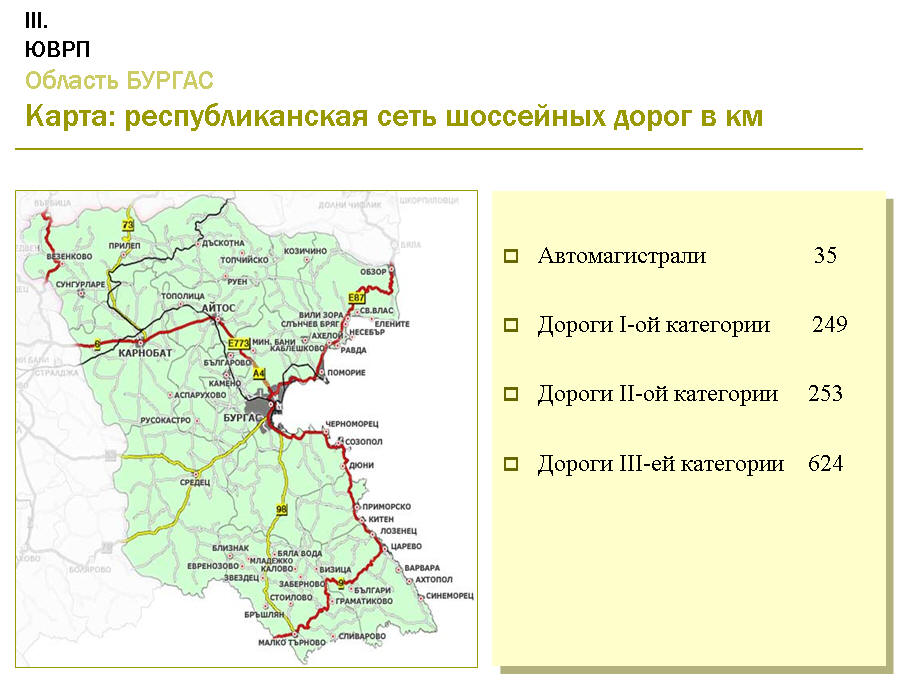 III.
ЮВРП
Область БУРГАС
Карта: республиканская сеть шоссейных дорог в км
Автомагистрали 35
Дороги I-ой категории 249
Дороги II-ой категории 253
Дороги III-ей категории 624
ВЪРБИЦА
ДОЛНИ ЧИФЛИК
ШКОРПИЛОВЦИ
73
ПРИЛЕП
ДЪСКОТНА
БЯЛА
ВЕЗЕНКОВО
ТОПЧИЙСКО
КОЗИЧИНО
ОБЗОР
СУНГУРЛАРЕ
РУЕН
ТОПОЛИЦА
E87
АЙТОС
ВИЛИ ЗОРА
СВ.ВЛАС
СЛЪНЧЕВ БРЯГ
ЕЛЕНИТЕ
АХЕЛОЙ
НЕСЕБЪР
6
КАРНОБАТ
E773
МИН. БАНИ
КАБЛЕШКОВО
РАВДА
БЪЛГАРОВО
СТРАЛДЖА
A4
ПОМОРИЕ
КАМЕНО
АСПАРУХОВО
БУРГАС
РУСОКАСТРО
ЧЕРНОМОРЕЦ
СОЗОПОЛ
ДЮНИ
СРЕДЕЦ
98
ПРИМОРСКО
КИТЕН
ЛОЗЕНЕЦ
БЛИЗНАК
БЯЛА ВОДА
ЦАРЕВО
МЛАДЕЖКО
ЕВРЕНОЗОВО
КАЛОВО
ВИЗИЦА
ВАРВАРА
БОЛЯРОВО
ЗВЕЗДЕЦ
АХТОПОЛ
ЗАБЕРНОВО
9
БЪЛГАРИ
СИНЕМОРЕЦ
СТОИЛОВО
ГРАМАТИКОВО
БРЪШЛЯН
МАЛКО ТЪРНОВО
СЛИВАРОВО